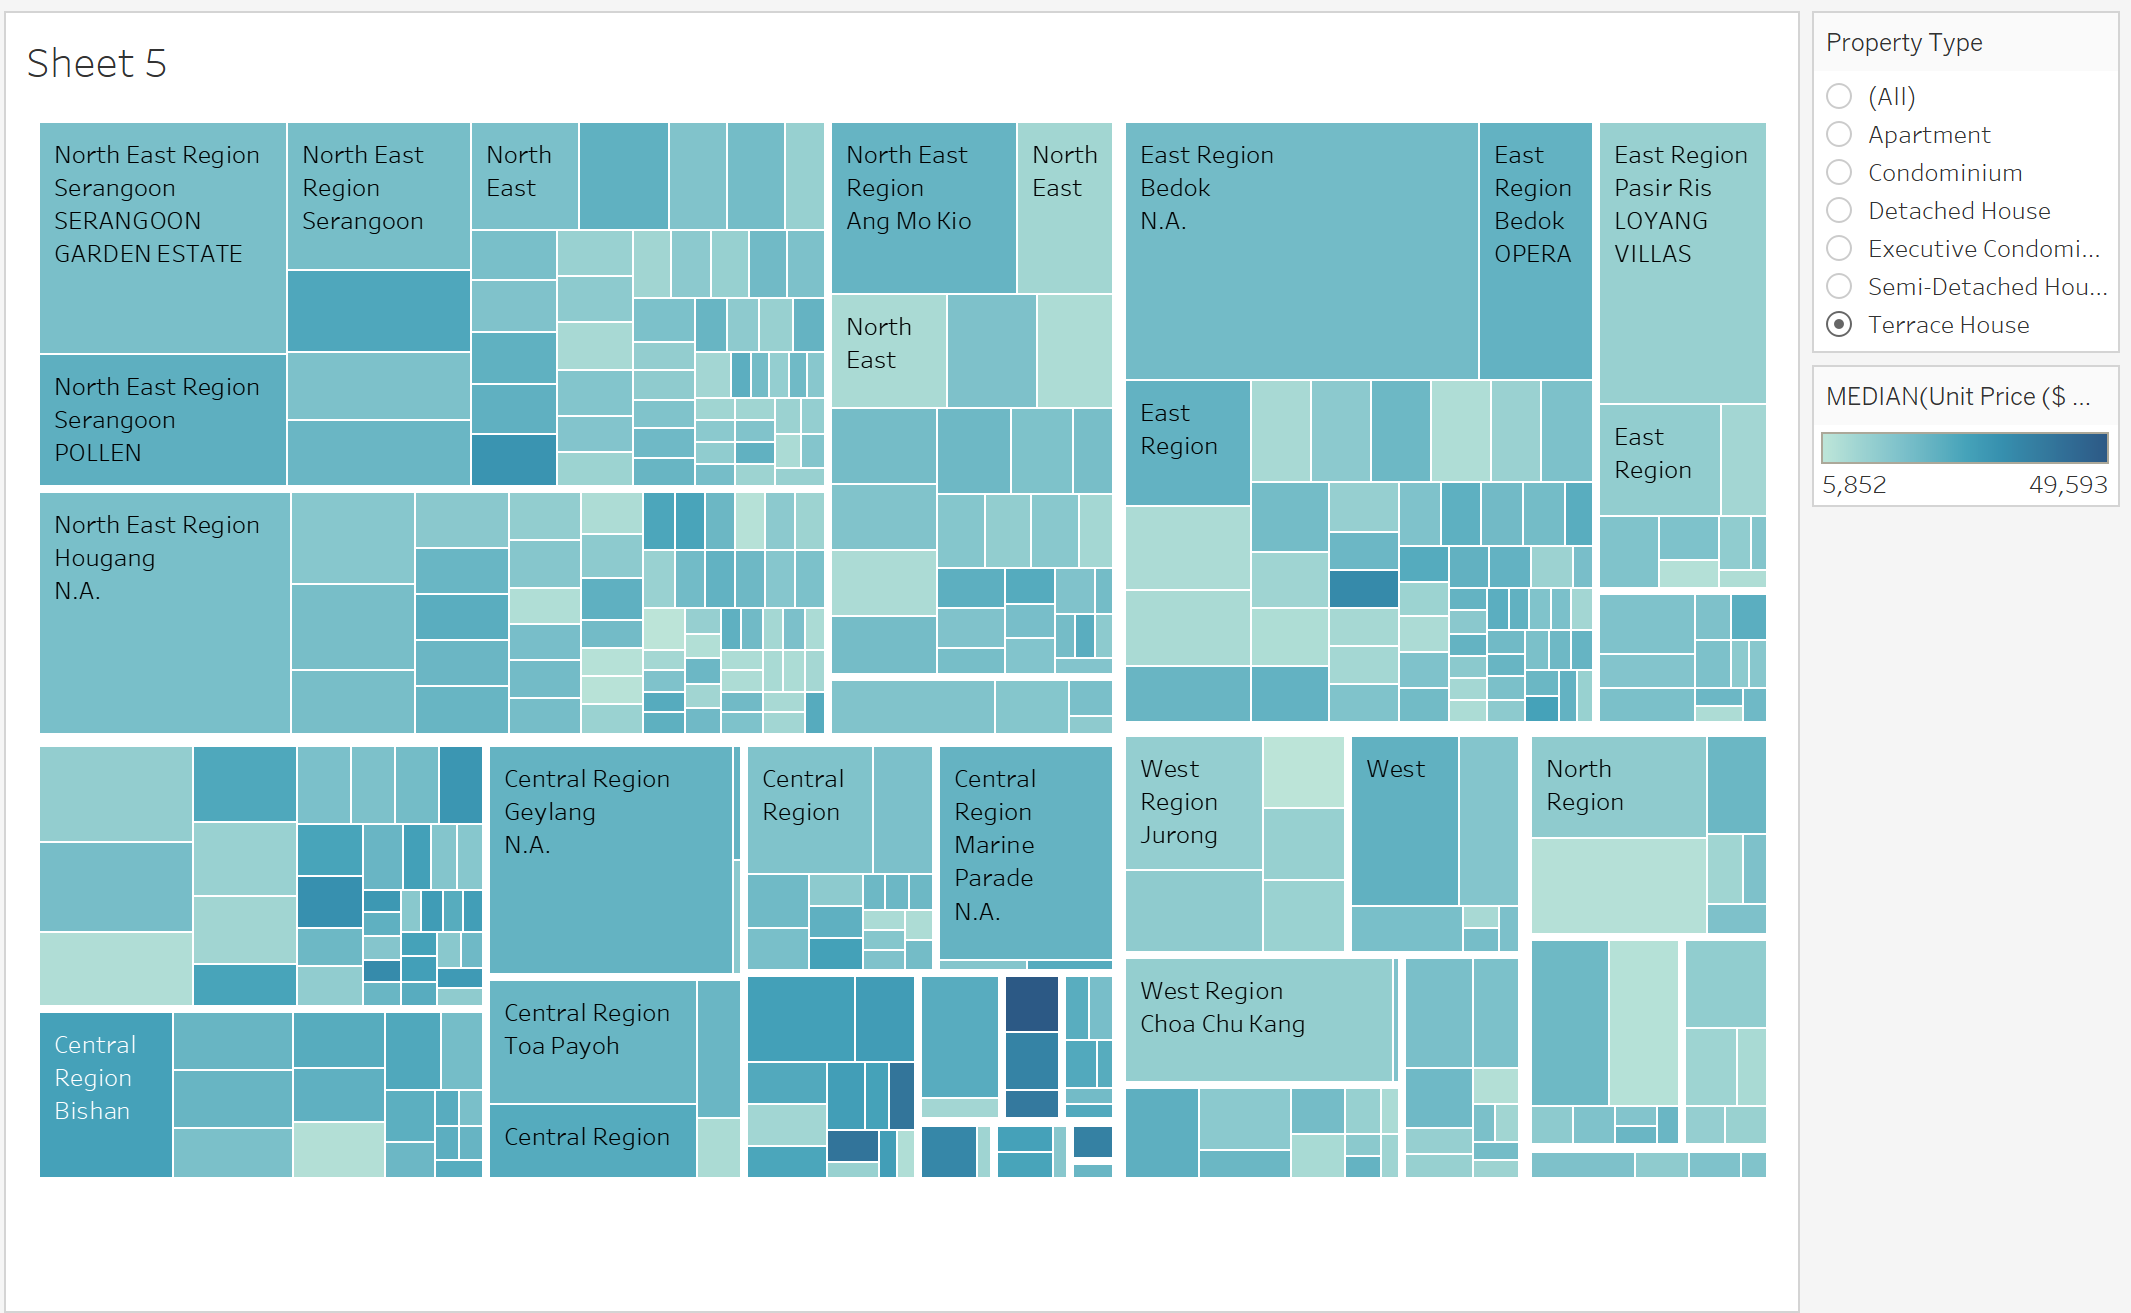 Sheet 5
North East Region
Serangoon
SERANGOON
GARDEN ESTATE
North East
Region
Serangoon
North
East
North East Region
Serangoon
POLLEN
North East Region
Hougang
N.A.
North East
Region
Ang Mo Kio
North
East
North
East
East Region
Bedok
N.A.
East
Region
Bedok
OPERA
East Region
Pasir Ris
LOYANG
VILLAS
East
Region
East
Region
Central
Region
Bishan
Central Region
Geylang
N.A.
Central
Region
Central
Region
Marine
Parade
N.A.
Central Region
Toa Payoh
Central Region
West
Region
Jurong
West
North
Region
West Region
Choa Chu Kang
Property Type
(All)
Apartment
Condominium
Detached House
Executive Condomi...
Semi-Detached Hou...
Terrace House
MEDIAN(Unit Price ($ ...
5,852 49,593